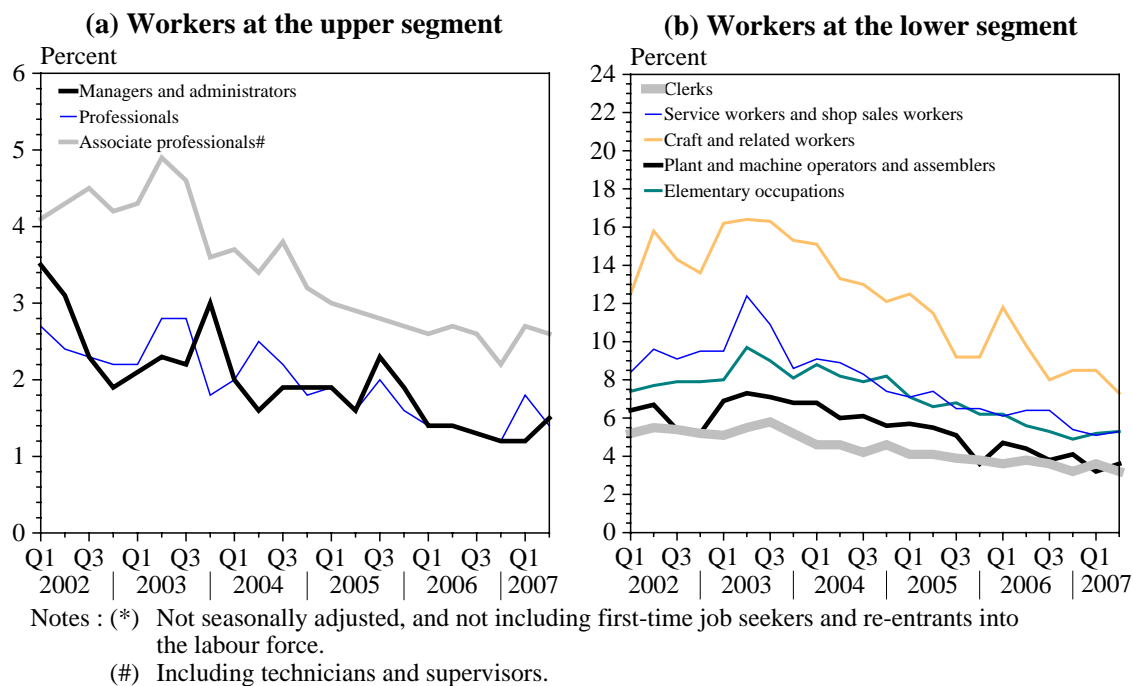 (a) Workers at the upper segment
Percent
6
5
4
3
2
1
0
Managers and administrators
Professionals
Associate professionals#
Q1 Q3 Q1 Q3 Q1 Q3 Q1 Q3 Q1 Q3 Q1
2002 2003 2004 2005 2006 2007
(b) Workers at the lower segment
Percent
24
22
20
18
16
14
12
10
8
6
4
2
0
Clerks
Service workers and shop sales workers
Craft and related workers
Plant and machine operators and assemblers
Elementary occupations
Q1 Q3 Q1 Q3 Q1 Q3 Q1 Q3 Q1 Q3 Q1
2002 2003 2004 2005 2006 2007
Notes : (*) Not seasonally adjusted, and not including first-time job seekers and re-entrants into
the labour force.
(#) Including technicians and supervisors.